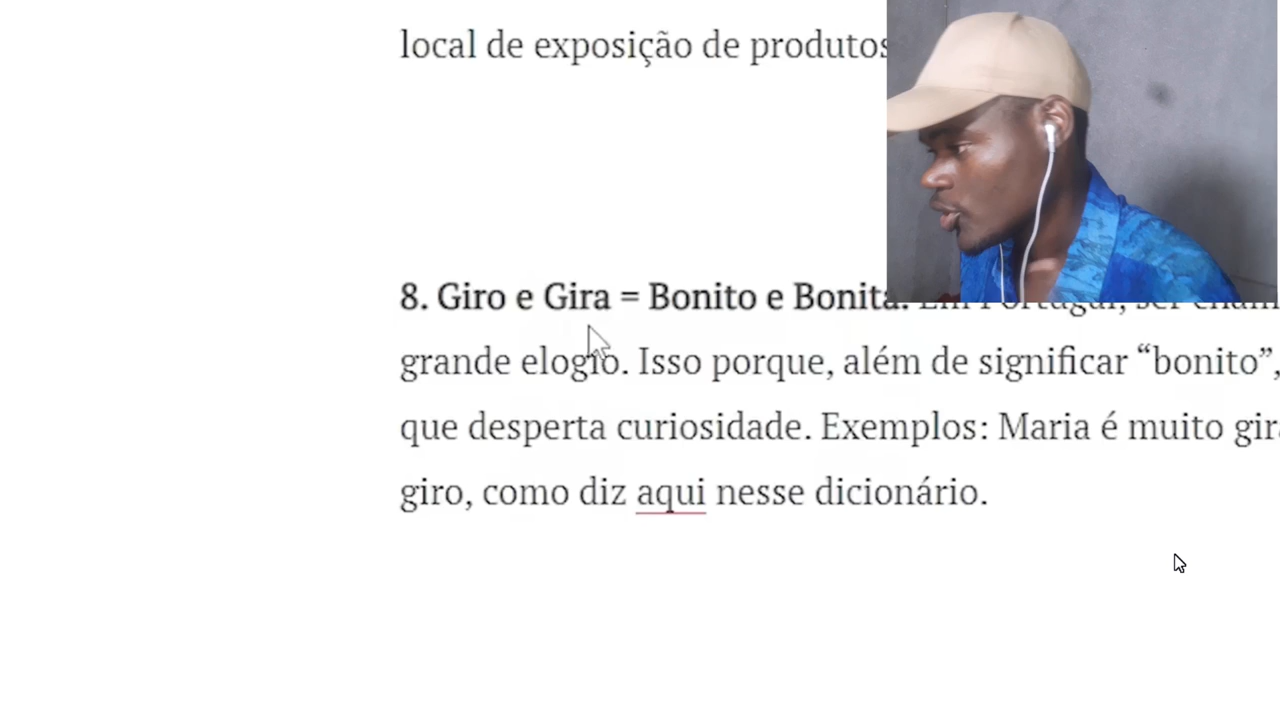 local de exposição de produtos
8. Giro e Gira = Bonito e Bonita.
grande elogio. Isso porque, além de significar “bonito”,
que desperta curiosidade. Exemplos: Maria é muito
giro, como diz aqui nesse dicionário.